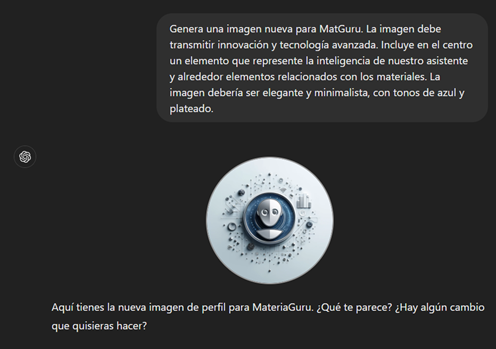 Genera una imagen nueva para MatGuru. La imagen debe
transmitir innovación y tecnología avanzada. Incluye en el centro
un elemento que represente la inteligencia de nuestro asistente
y alrededor elementos relacionados con los materiales. La
imagen debería ser elegante y minimalista, con tonos de azul y
plateado.
Aquí tienes la nueva imagen de perfil para MateriaGuru. ¿Qué te parece? ¿Hay algún cambio
que quisieras hacer?